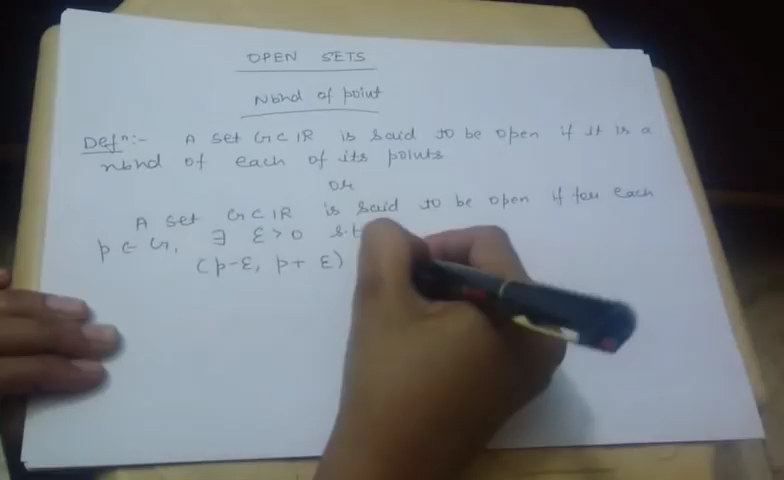 OPEN SETS
Nbhd of point
Defⁿ:- A set G⊂IR is said to be open if it is a
nbhd of each of its points
or
A set G⊂IR is said to be open if for each
p ∈ G, ∃ ε>0 s.t
(p-ε, p+ ε)